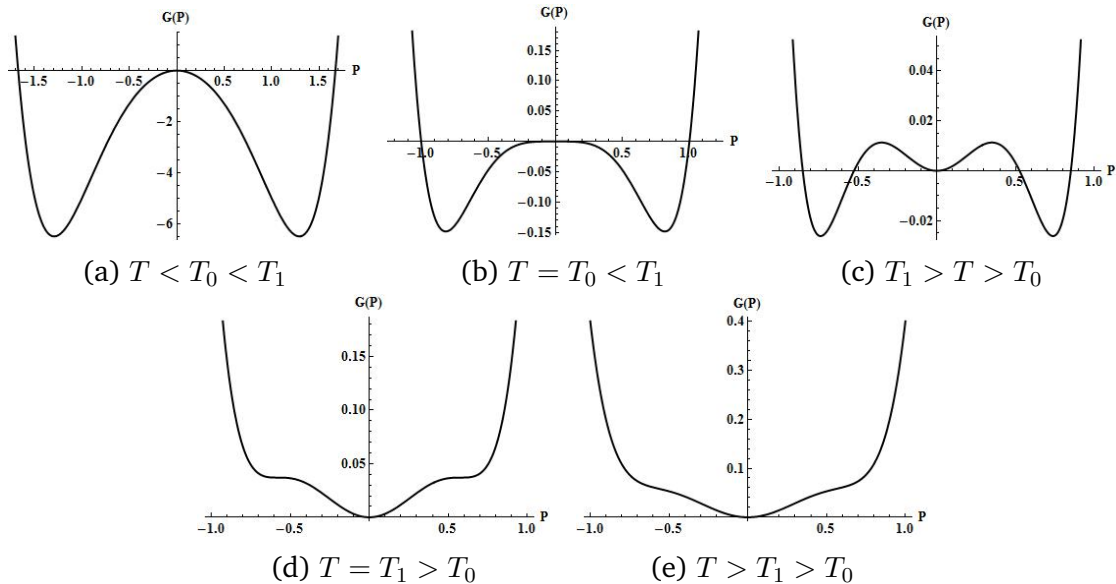 G(P)
P
−1.5 −1.0 −0.5 0.5 1.0 1.5
−2
−4
−6
(a) T < T₀ < T₁
G(P)
0.15
0.10
0.05
P
−1.0 −0.5 0.5 1.0
−0.05
−0.10
−0.15
(b) T = T₀ < T₁
G(P)
0.04
0.02
P
−1.0 −0.5 0.5 1.0
−0.02
(c) T₁ > T > T₀
G(P)
0.15
0.10
0.05
P
−1.0 −0.5 0.5 1.0
(d) T = T₁ > T₀
G(P)
0.4
0.3
0.2
0.1
P
−1.0 −0.5 0.5 1.0
(e) T > T₁ > T₀